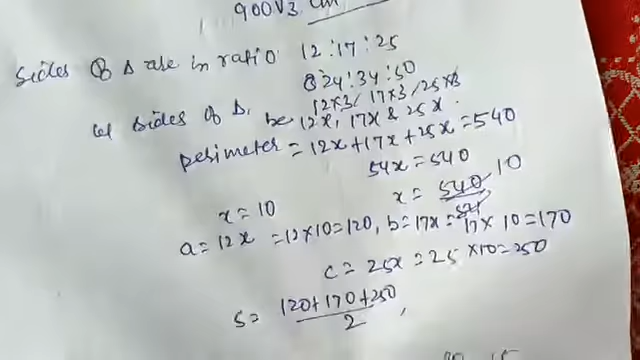 900√3 cm
Sides of Δ are in ratio 12:17:25
24:34:50
12×3, 17×3, 25×3
let sides of Δ, be 12x, 17x & 25x.
perimeter = 12x+17x+25x=540
54x=540
x = 540 10
54
x=10
a=12x =12×10=120, b=17x=17×10=170
c= 25x=25×10=250
s= 120+170+250
2 ,